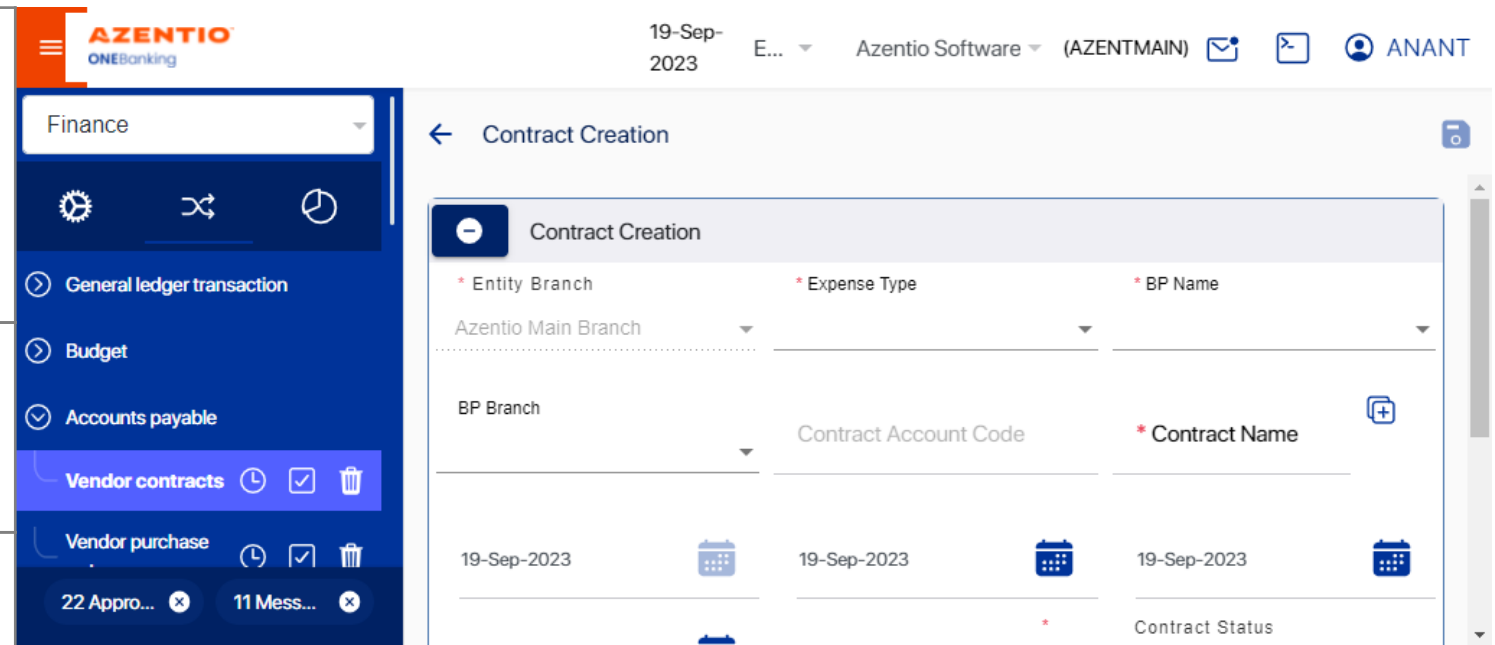 AZENTIO
ONEBanking
19-Sep-
2023
E...
Azentio Software
(AZENTMAIN)
ANANT
Finance
Contract Creation
Contract Creation
General ledger transaction
Budget
Accounts payable
Vendor contracts
Vendor purchase
22 Appro...
11 Mess...
* Entity Branch
* Expense Type
* BP Name
Azentio Main Branch
BP Branch
Contract Account Code
* Contract Name
19-Sep-2023
19-Sep-2023
19-Sep-2023
*
Contract Status